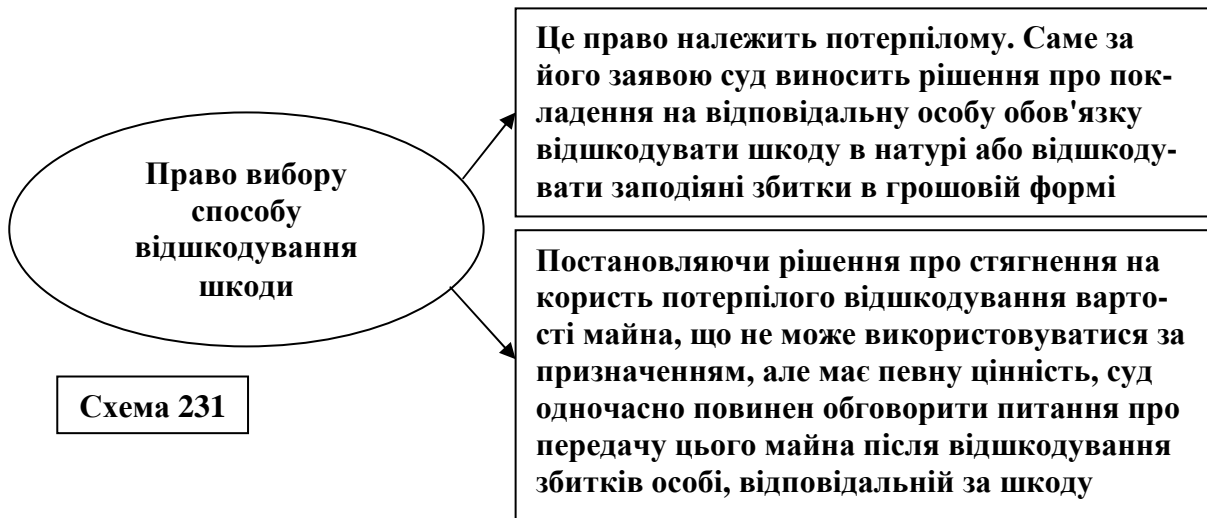 Право вибору
способу
відшкодування
шкоди
Це право належить потерпілому. Саме за
його заявою суд виносить рішення про пок-
ладення на відповідальну особу обов'язку
відшкодувати шкоду в натурі або відшкоду-
вати заподіяні збитки в грошовій формі
Постановляючи рішення про стягнення на
користь потерпілого відшкодування варто-
сті майна, що не може використовуватися за
призначенням, але має певну цінність, суд
одночасно повинен обговорити питання про
передачу цього майна після відшкодування
збитків особі, відповідальній за шкоду
Схема 231